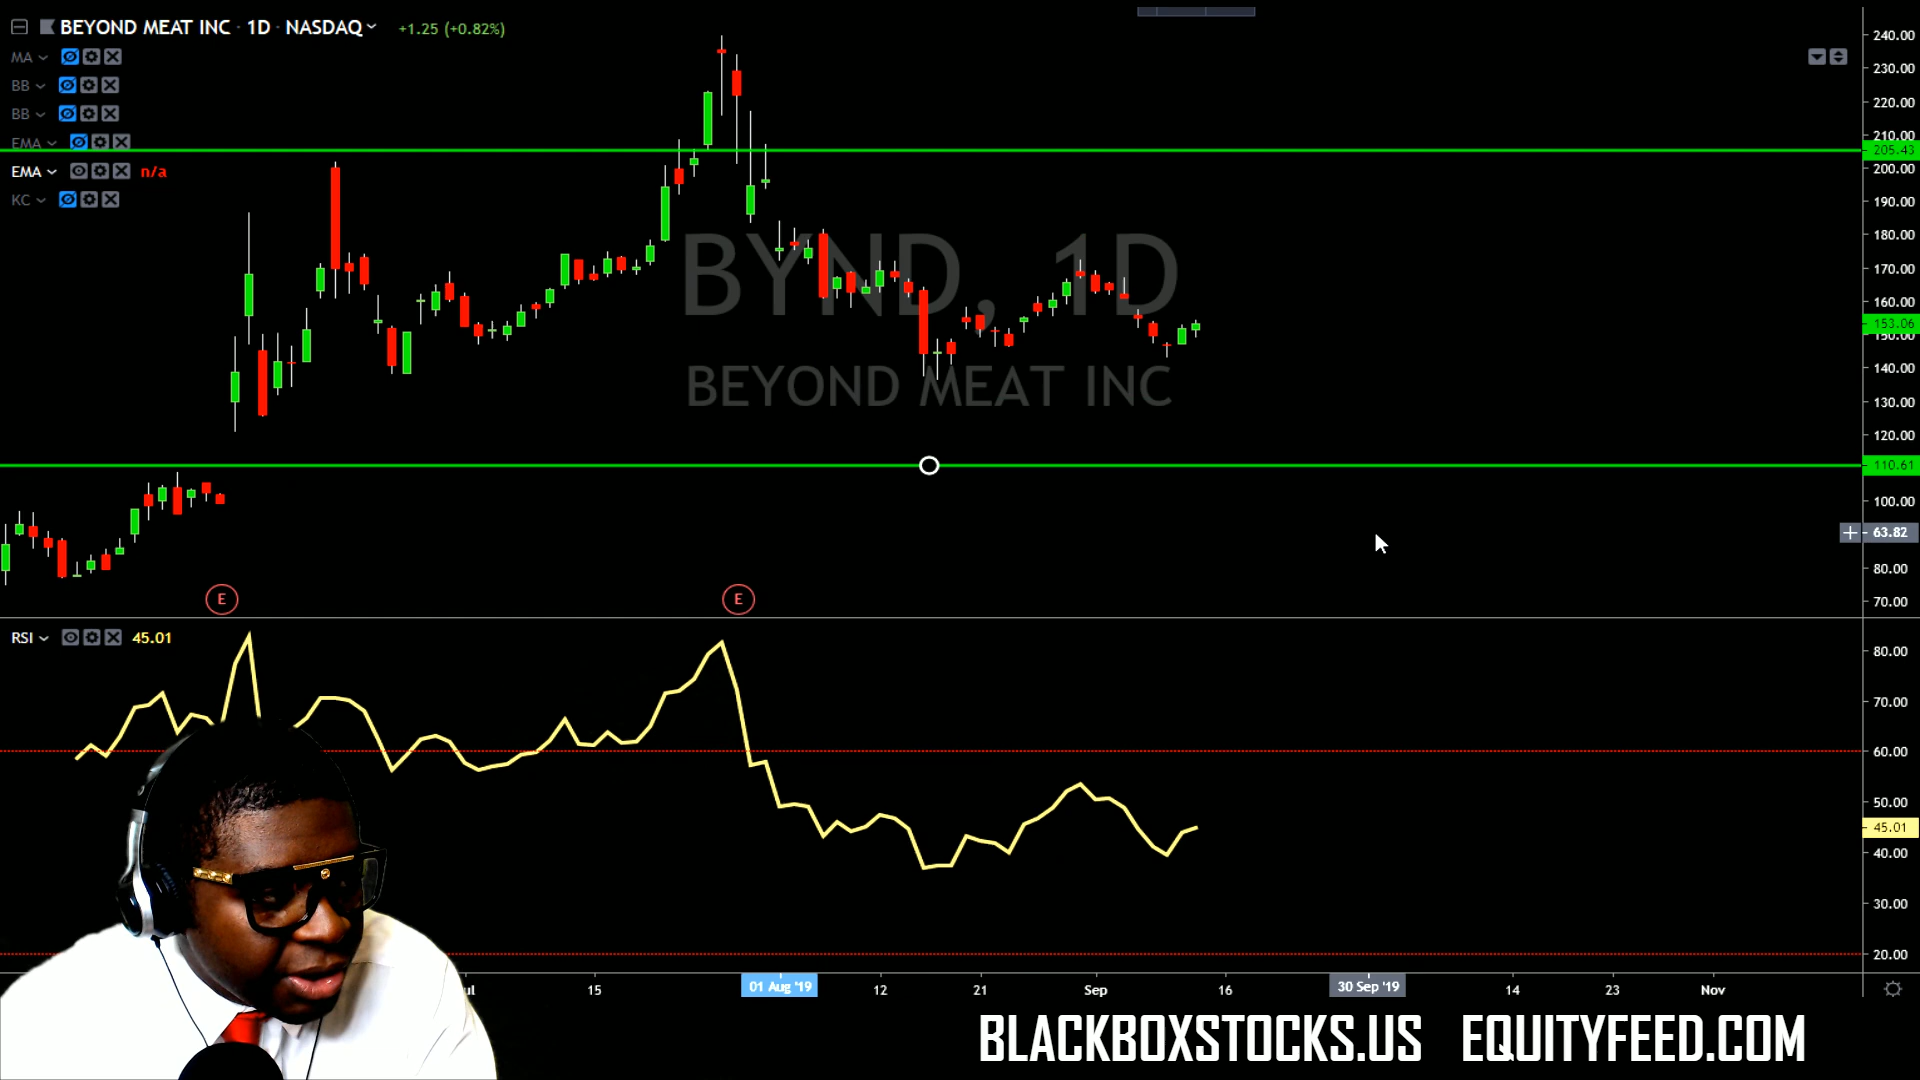 BEYOND MEAT INC · 1D · NASDAQ +1.25 (+0.82%)
MA
BB
BB
EMA
EMA n/a
KC
BYND, 1D
BEYOND MEAT INC
240.00
230.00
220.00
210.00
205.43
200.00
190.00
180.00
170.00
160.00
153.06
150.00
140.00
130.00
120.00
110.61
100.00
63.82
80.00
70.00
E E
RSI 45.01
80.00
70.00
60.00
50.00
45.01
40.00
30.00
20.00
15 01 Aug '19 12 21 Sep 16 30 Sep '19 14 23 Nov
BLACKBOXSTOCKS.US EQUITYFEED.COM